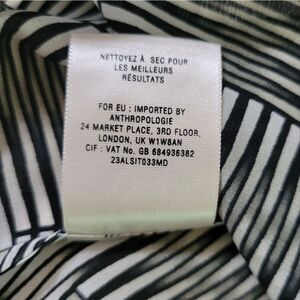 NETTOYEZ À SEC POUR
LES MEILLEURS
RÉSULTATS
FOR EU : IMPORTED BY
ANTHROPOLOGIE
24 MARKET PLACE, 3RD FLOOR,
LONDON, UK W1W8AN
CIF : VAT No. GB 684936382
23ALSIT033MD